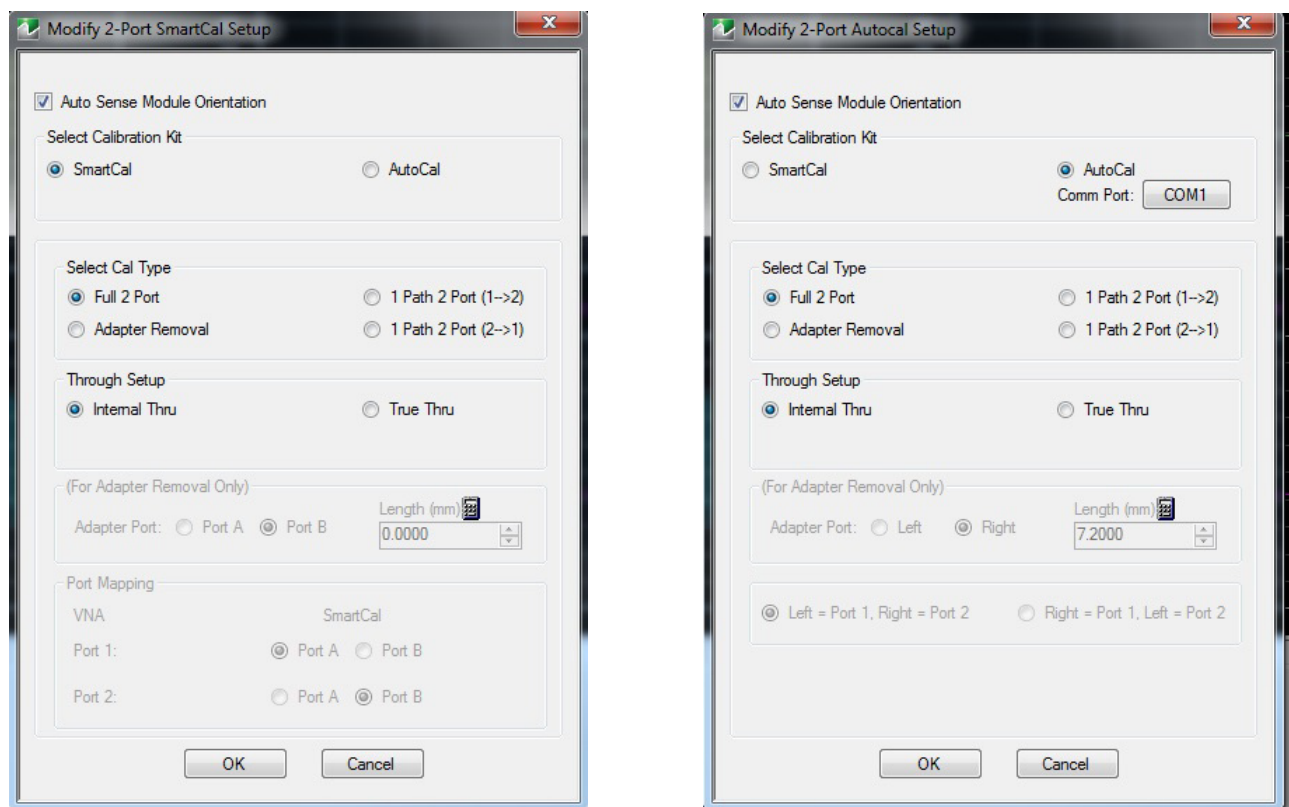 Modify 2-Port SmartCal Setup
Auto Sense Module Orientation
Select Calibration Kit
SmartCal AutoCal
Select Cal Type
Full 2 Port 1 Path 2 Port (1-->2)
Adapter Removal 1 Path 2 Port (2-->1)
Through Setup
Internal Thru True Thru
(For Adapter Removal Only)
Length (mm)
Adapter Port: Port A Port B 0.0000
Port Mapping
VNA SmartCal
Port 1: Port A Port B
Port 2: Port A Port B
OK Cancel
Modify 2-Port Autocal Setup
Auto Sense Module Orientation
Select Calibration Kit
SmartCal AutoCal
Comm Port: COM1
Select Cal Type
Full 2 Port 1 Path 2 Port (1-->2)
Adapter Removal 1 Path 2 Port (2-->1)
Through Setup
Internal Thru True Thru
(For Adapter Removal Only)
Length (mm)
Adapter Port: Left Right 7.2000
Left = Port 1, Right = Port 2 Right = Port 1, Left = Port 2
OK Cancel